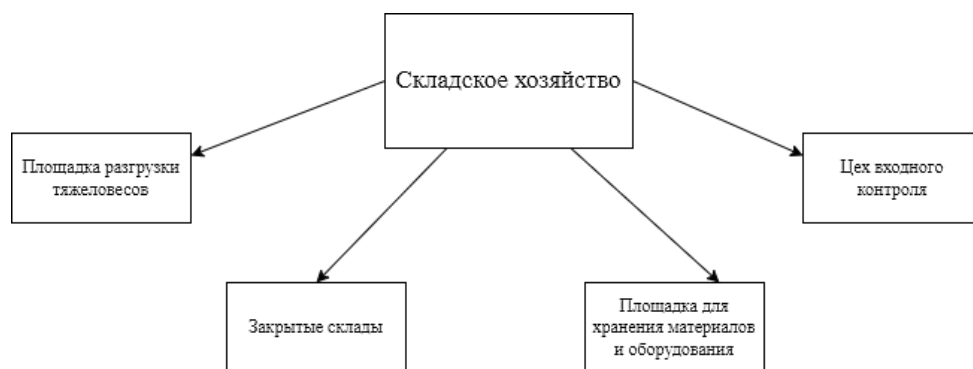 Складское хозяйство
Площадка разгрузки
тяжеловесов
Цех входного
контроля
Закрытые склады
Площадка для
хранения материалов
и оборудования